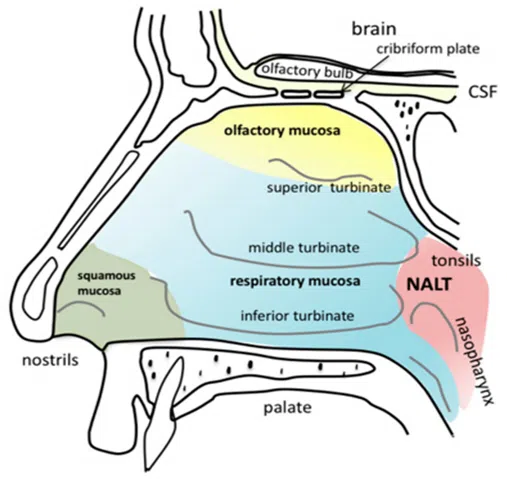 brain
cribriform plate
olfactory bulb
CSF
olfactory mucosa
superior turbinate
middle turbinate
tonsils
squamous
mucosa
respiratory mucosa
NALT
inferior turbinate
nostrils
nasopharynx
palate